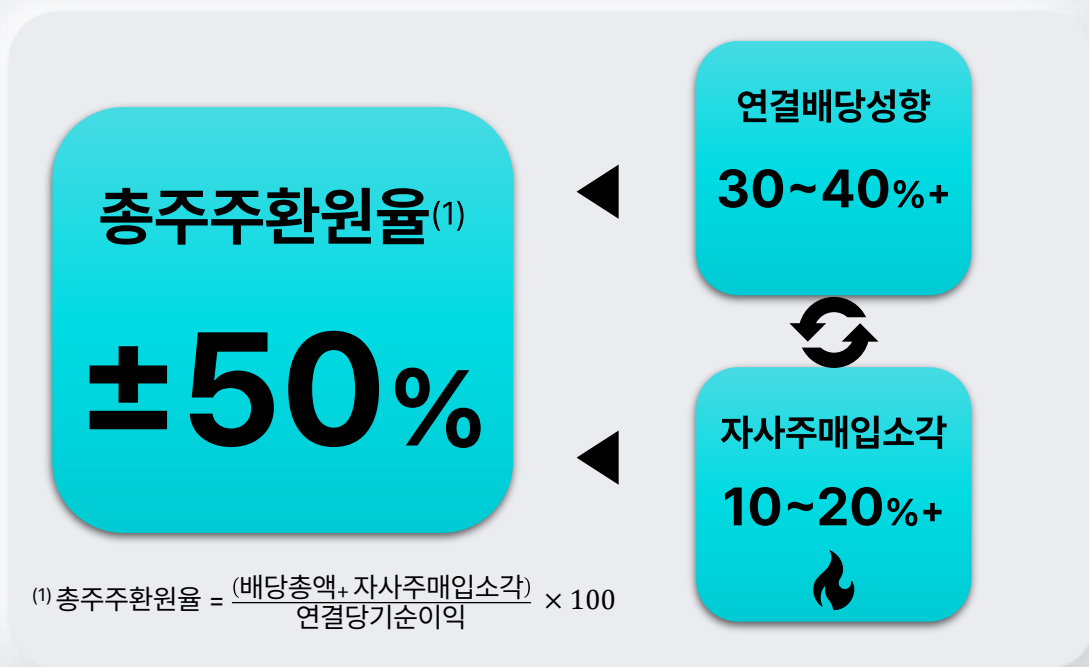 총주주환원율(1)
±50%
연결배당성향
30~40%+
자사주매입소각
10~20%+
(1) 총주주환원율 = (배당총액+ 자사주매입소각) / 연결당기순이익 × 100